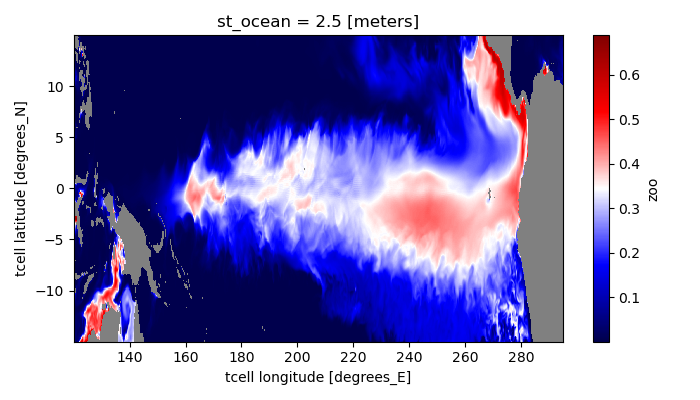 st_ocean = 2.5 [meters]
10
5
0
−5
−10
tcell latitude [degrees_N]
140 160 180 200 220 240 260 280
tcell longitude [degrees_E]
0.6
0.5
0.4
0.3
0.2
0.1
zoo